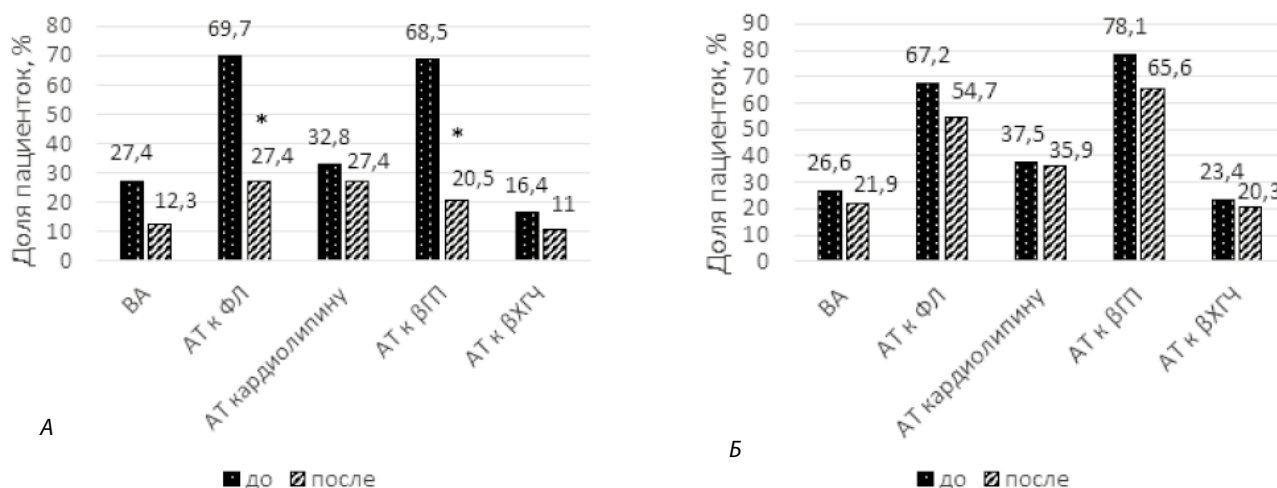 Доля пациенток, %
80
70
60
50
40
30
20
10
0
27,4
12,3
69,7
*
27,4
32,8
27,4
68,5
*
20,5
16,4
11
ВА
АТ к ФЛ
АТ кардиолипину
АТ к βГП
АТ к βХГЧ
А
до после
Доля пациенток, %
90
80
70
60
50
40
30
20
10
0
26,6
21,9
67,2
54,7
37,5
35,9
78,1
65,6
23,4
20,3
ВА
АТ к ФЛ
АТ кардиолипину
АТ к βГП
АТ к βХГЧ
Б
до после